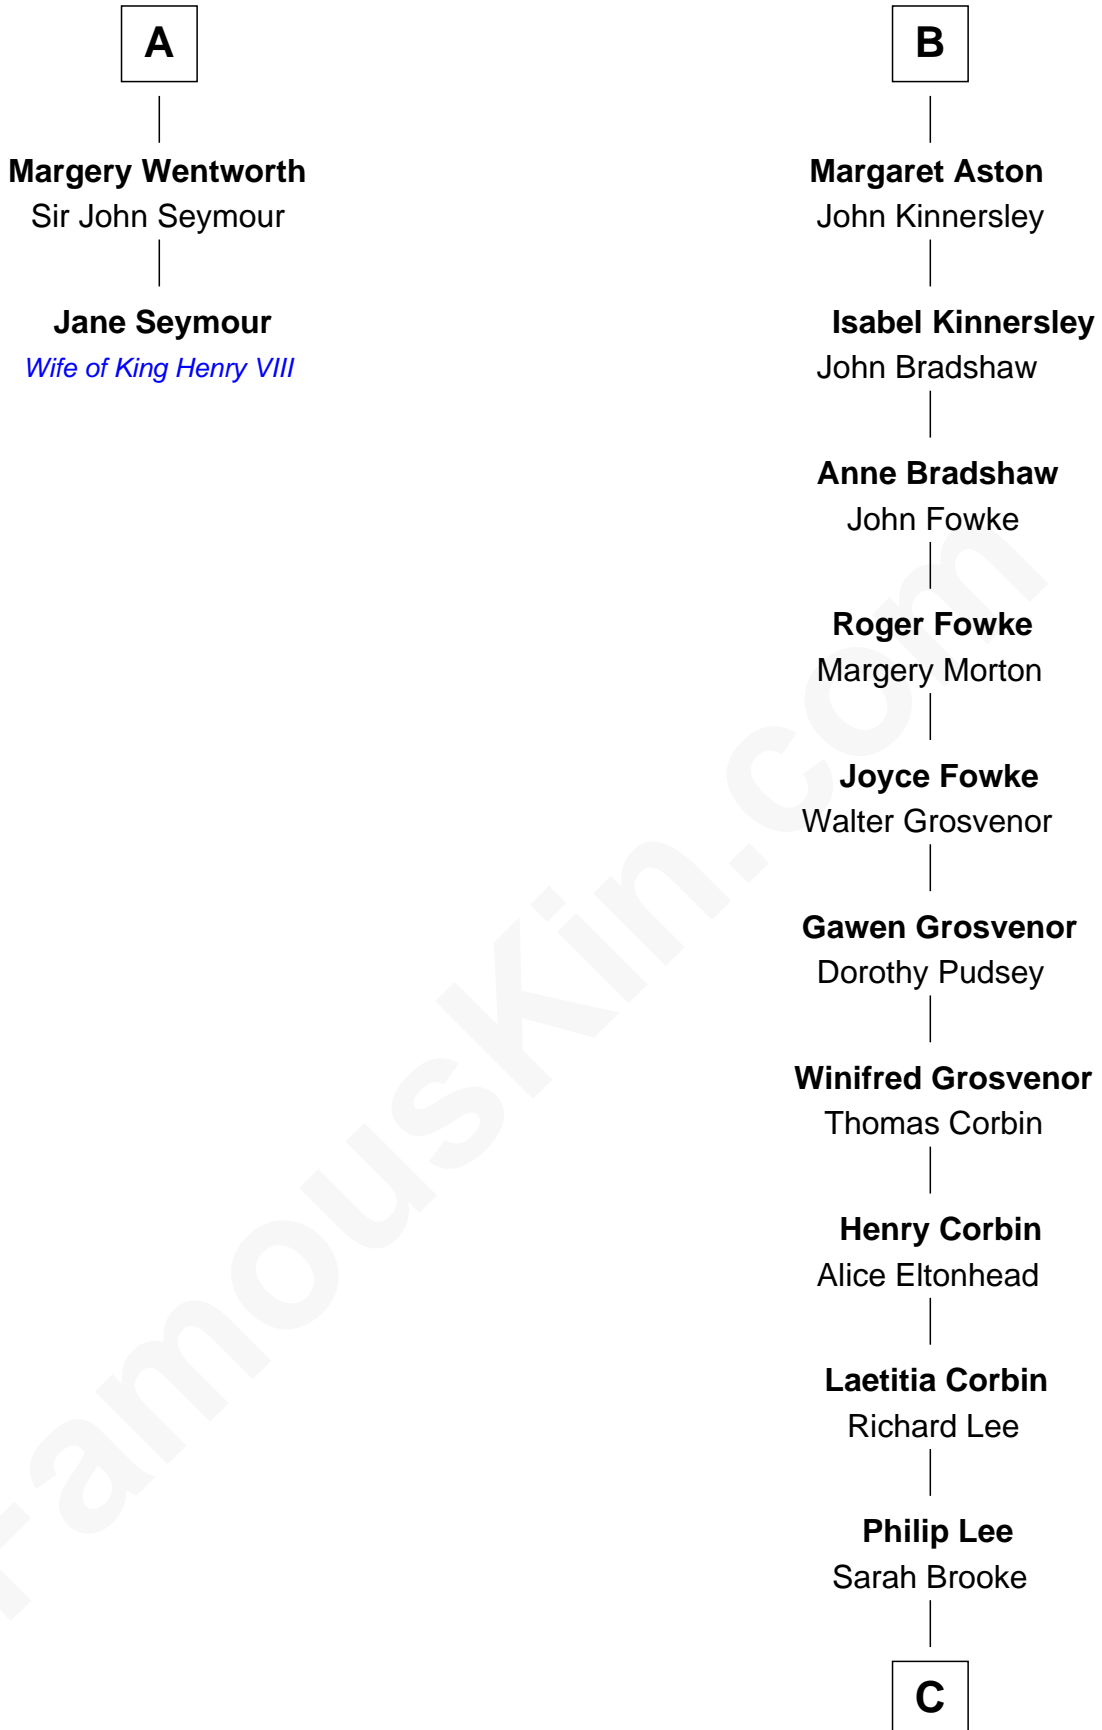 A
Margery Wentworth
Sir John Seymour
Jane Seymour
Wife of King Henry VIII
B
Margaret Aston
John Kinnersley
Isabel Kinnersley
John Bradshaw
Anne Bradshaw
John Fowke
Roger Fowke
Margery Morton
Joyce Fowke
Walter Grosvenor
Gawen Grosvenor
Dorothy Pudsey
Winifred Grosvenor
Thomas Corbin
Henry Corbin
Alice Eltonhead
Laetitia Corbin
Richard Lee
Philip Lee
Sarah Brooke
C
FamousKin.com